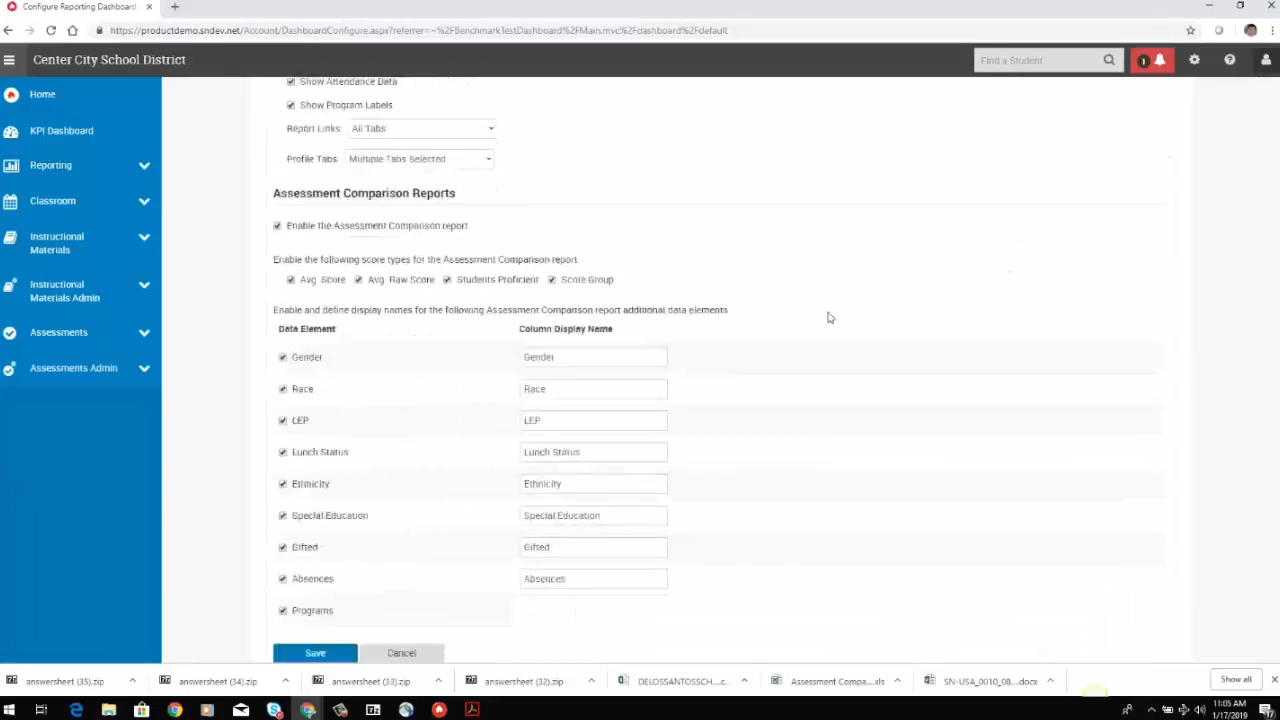 Configure Reporting Dashboard
https://productdemo.sndev.net/Account/DashboardConfigure.aspx?referrer=~%2FBenchmarkTestDashboard%2FMain.mvc%2Fdashboard%2Fdefault
Center City School District
Find a Student
1
Home
KPI Dashboard
Reporting
Classroom
Instructional
Materials
Instructional
Materials Admin
Assessments
Assessments Admin
Show Attendance Data
Show Program Labels
Report Links: All Tabs
Profile Tabs: Multiple Tabs Selected
Assessment Comparison Reports
Enable the Assessment Comparison report
Enable the following score types for the Assessment Comparison report
Avg. Score Avg. Raw Score Students Proficient Score Group
Enable and define display names for the following Assessment Comparison report additional data elements
Data Element Column Display Name
Gender Gender
Race Race
LEP LEP
Lunch Status Lunch Status
Ethnicity Ethnicity
Special Education Special Education
Gifted Gifted
Absences Absences
Programs
Save Cancel
answersheet (35).zip answersheet (34).zip answersheet (33).zip answersheet (32).zip DELOSSANTOSSCH....c... Assessment Compa....xls SN-USA_0010_08....docx Show all
11:05 AM
1/17/2019